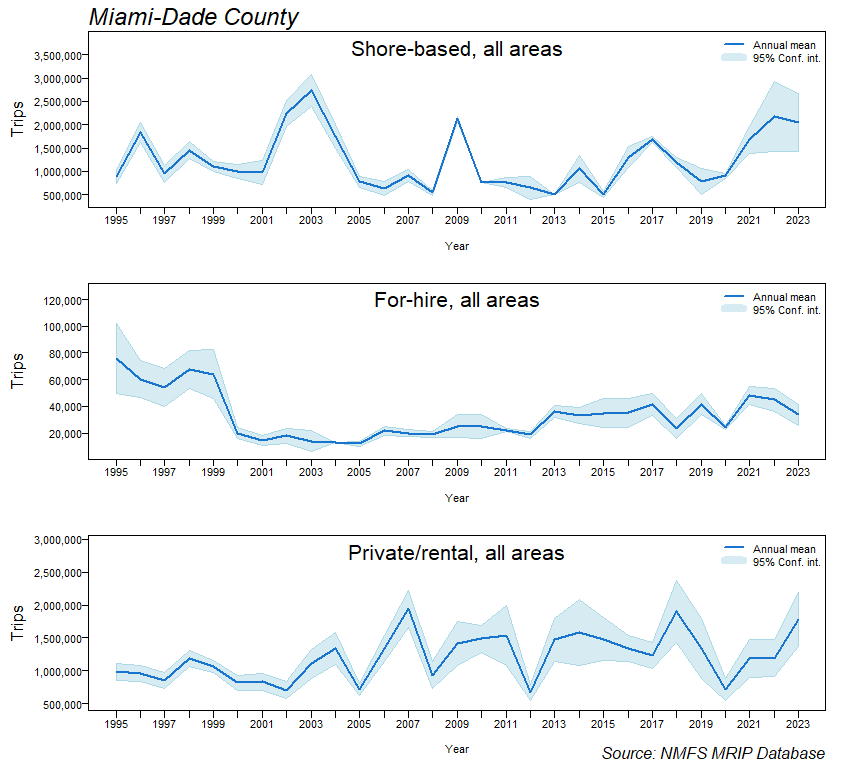 Miami-Dade County
Shore-based, all areas
Annual mean
95% Conf. int.
Trips
3,500,000
3,000,000
2,500,000
2,000,000
1,500,000
1,000,000
500,000
1995 1997 1999 2001 2003 2005 2007 2009 2011 2013 2015 2017 2019 2021 2023
Year
For-hire, all areas
Annual mean
95% Conf. int.
Trips
120,000
100,000
80,000
60,000
40,000
20,000
1995 1997 1999 2001 2003 2005 2007 2009 2011 2013 2015 2017 2019 2021 2023
Year
Private/rental, all areas
Annual mean
95% Conf. int.
Trips
3,000,000
2,500,000
2,000,000
1,500,000
1,000,000
500,000
1995 1997 1999 2001 2003 2005 2007 2009 2011 2013 2015 2017 2019 2021 2023
Year
Source: NMFS MRIP Database